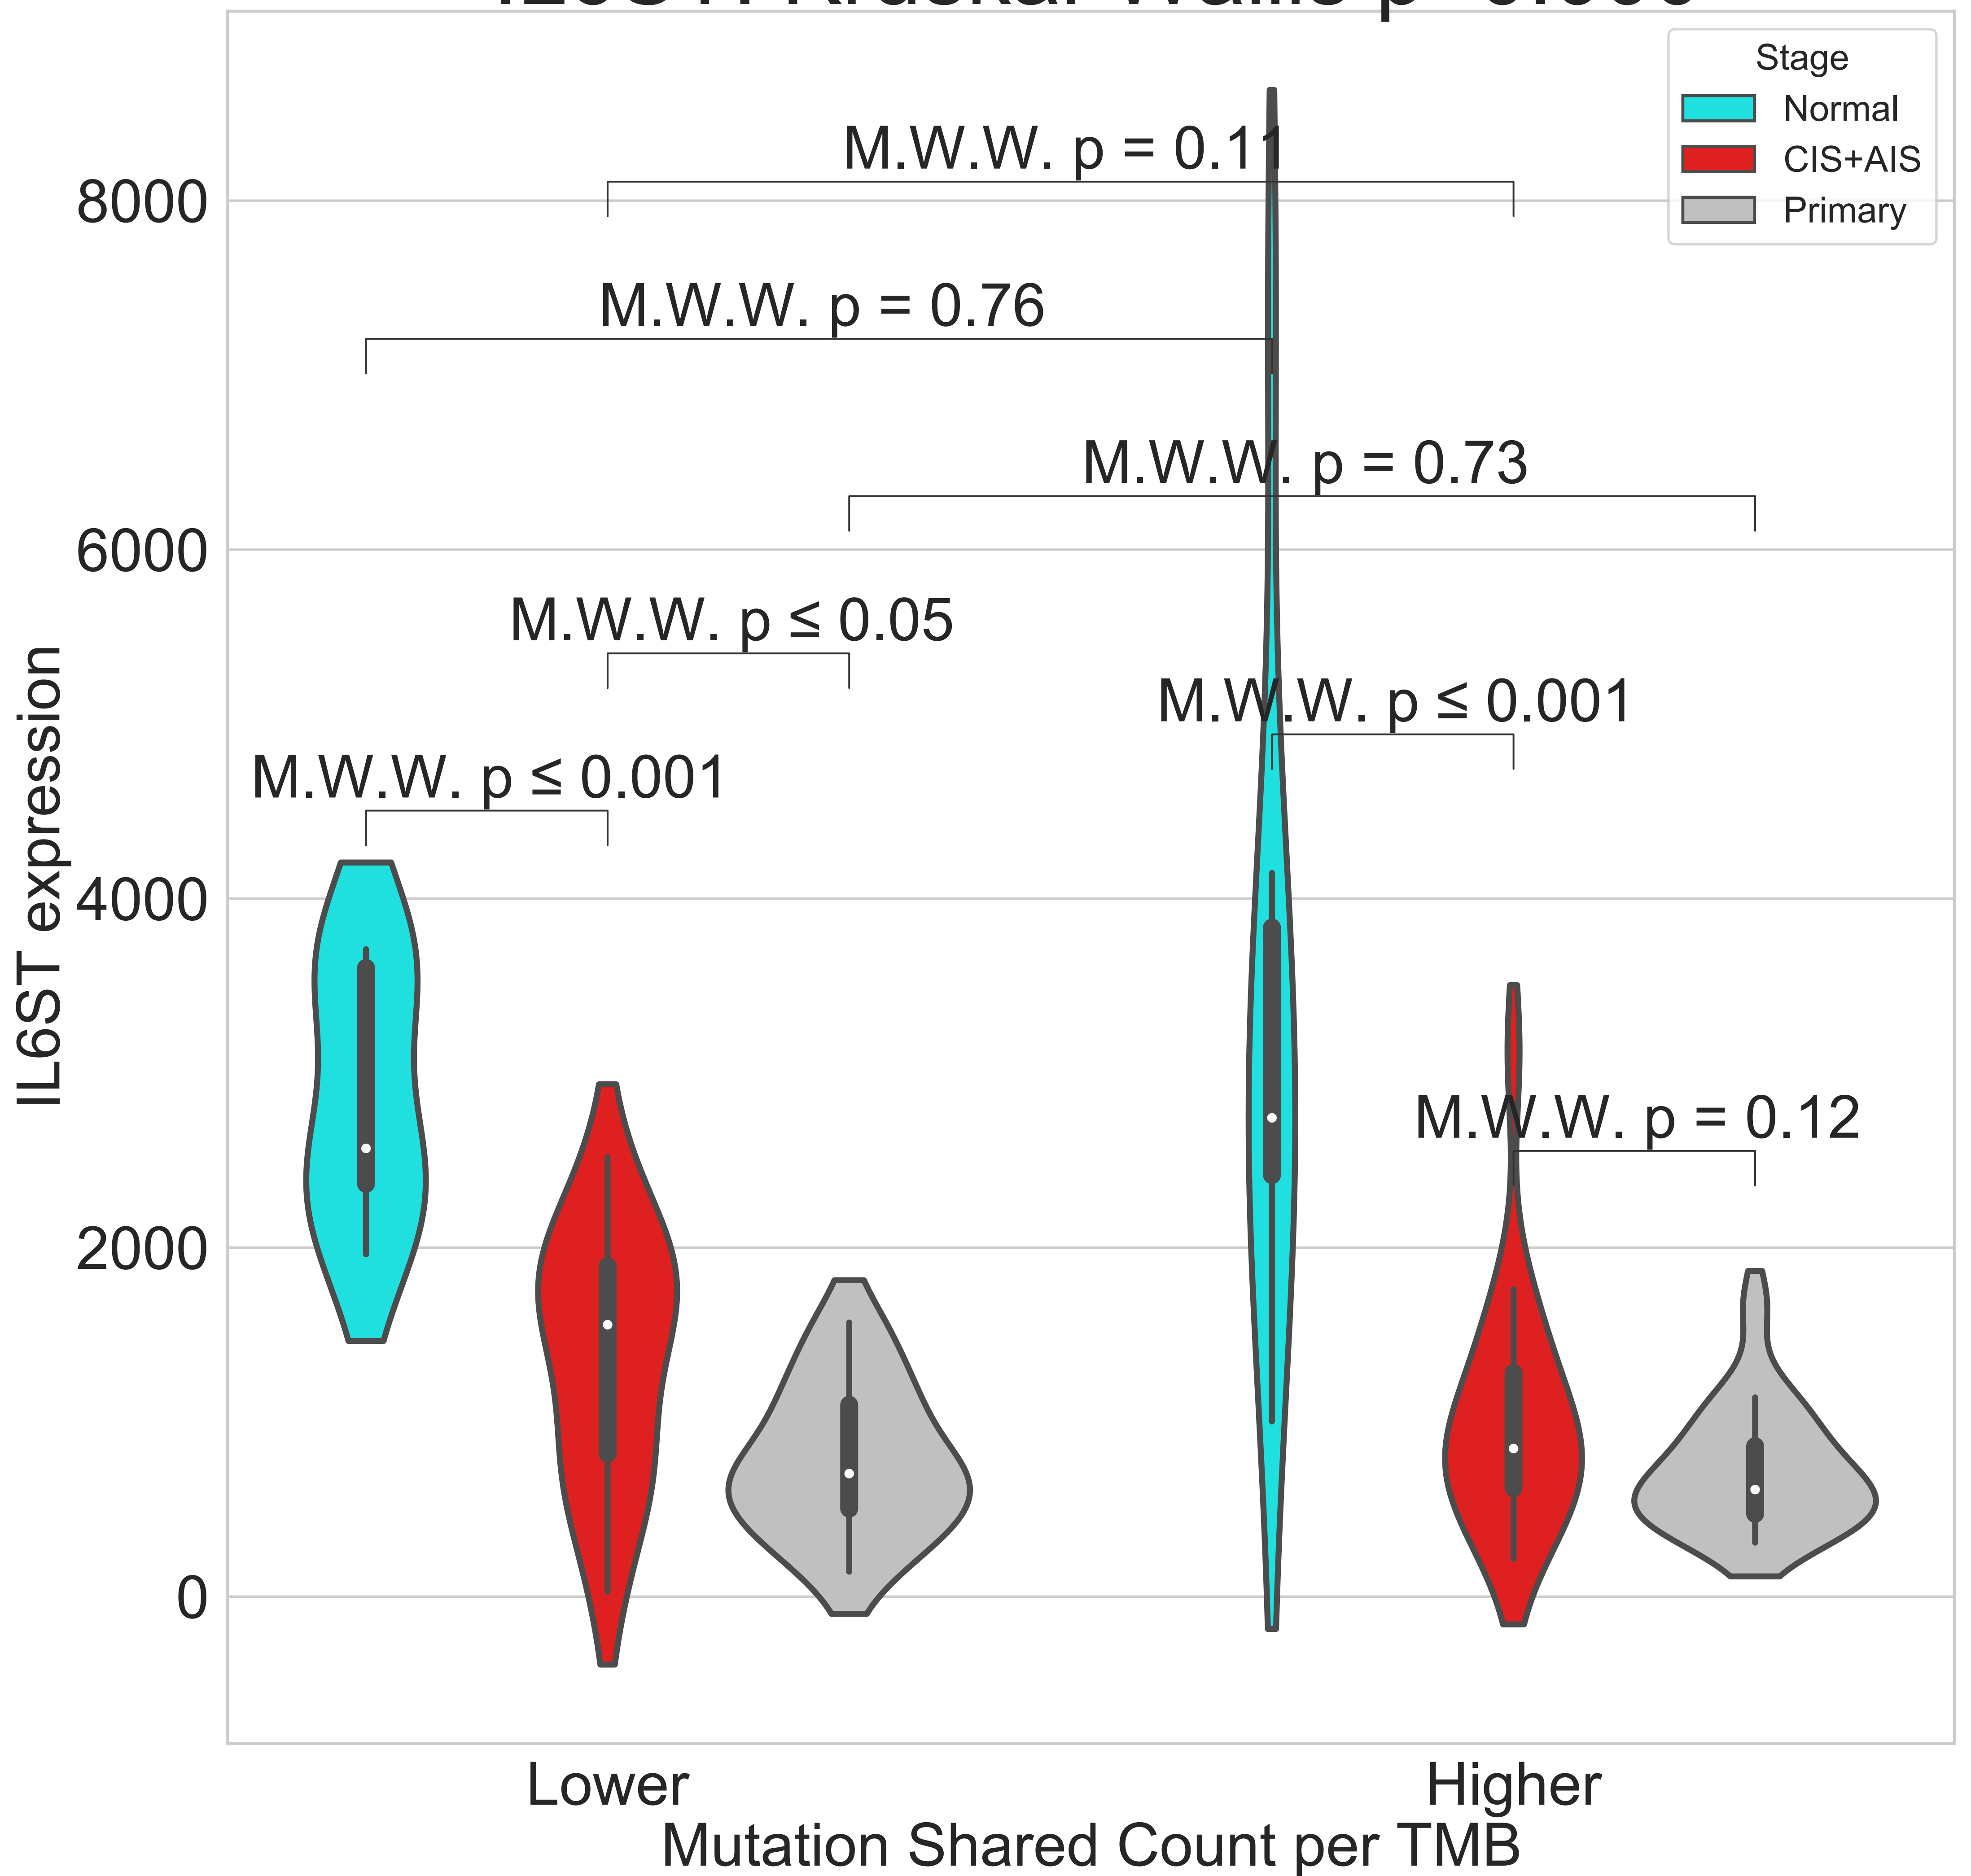 Stage
Normal
CIS+AIS
Primary
M.W.W. p = 0.11
8000
M.W.W. p = 0.76
M.W.W. p = 0.73
6000
M.W.W. p ≤ 0.05
M.W.W. p ≤ 0.001
M.W.W. p ≤ 0.001
4000
IL6ST expression
M.W.W. p = 0.12
2000
0
Lower
Higher
Mutation Shared Count per TMB